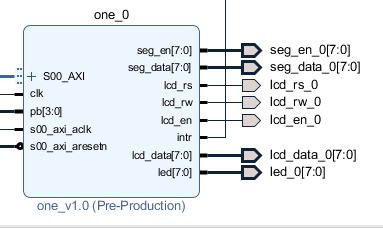 one_0
seg_en[7:0] seg_en_0[7:0]
seg_data[7:0] seg_data_0[7:0]
+ S00_AXI lcd_rs lcd_rs_0
clk lcd_rw lcd_rw_0
pb[3:0] lcd_en lcd_en_0
s00_axi_aclk intr
s00_axi_aresetn lcd_data[7:0] lcd_data_0[7:0]
led[7:0] led_0[7:0]
one_v1.0 (Pre-Production)